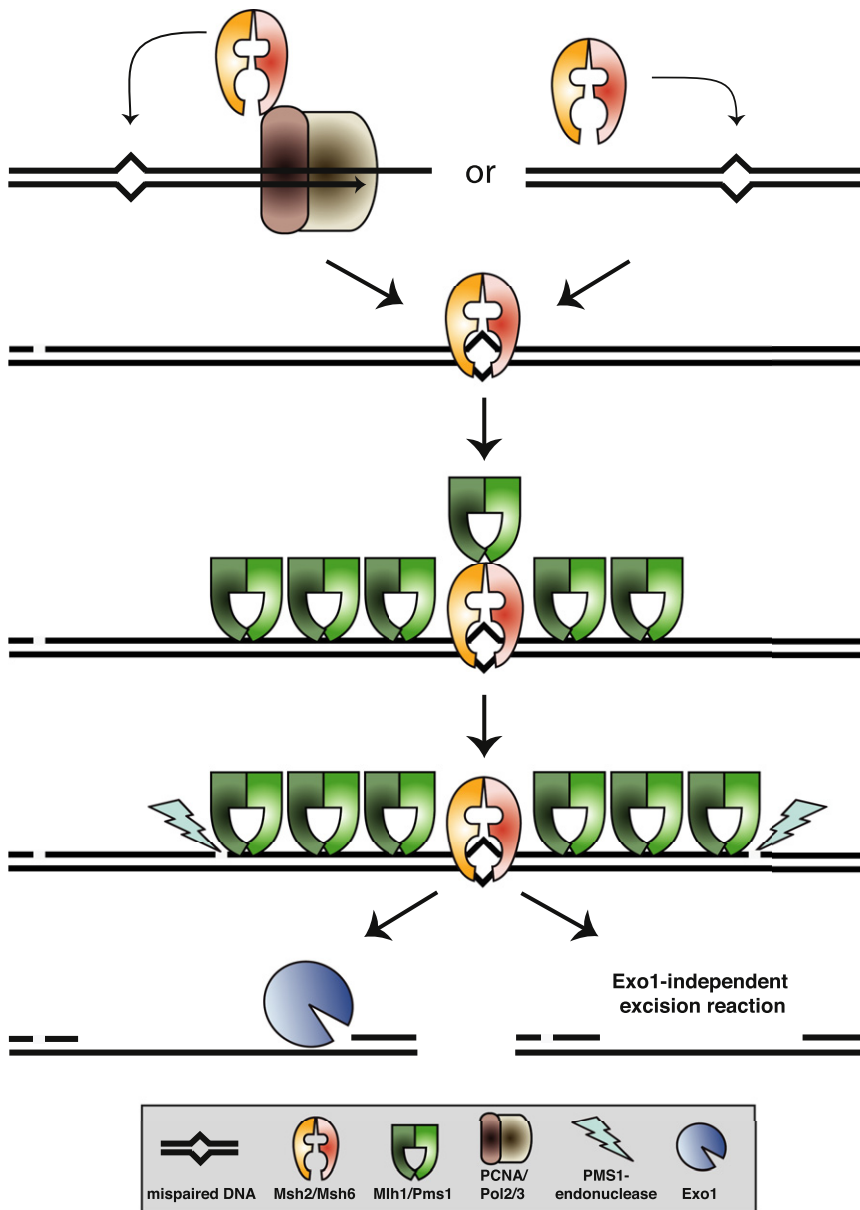 or
Exo1-independent
excision reaction
mispaired DNA
Msh2/Msh6
Mlh1/Pms1
PCNA/
Pol2/3
PMS1-
endonuclease
Exo1